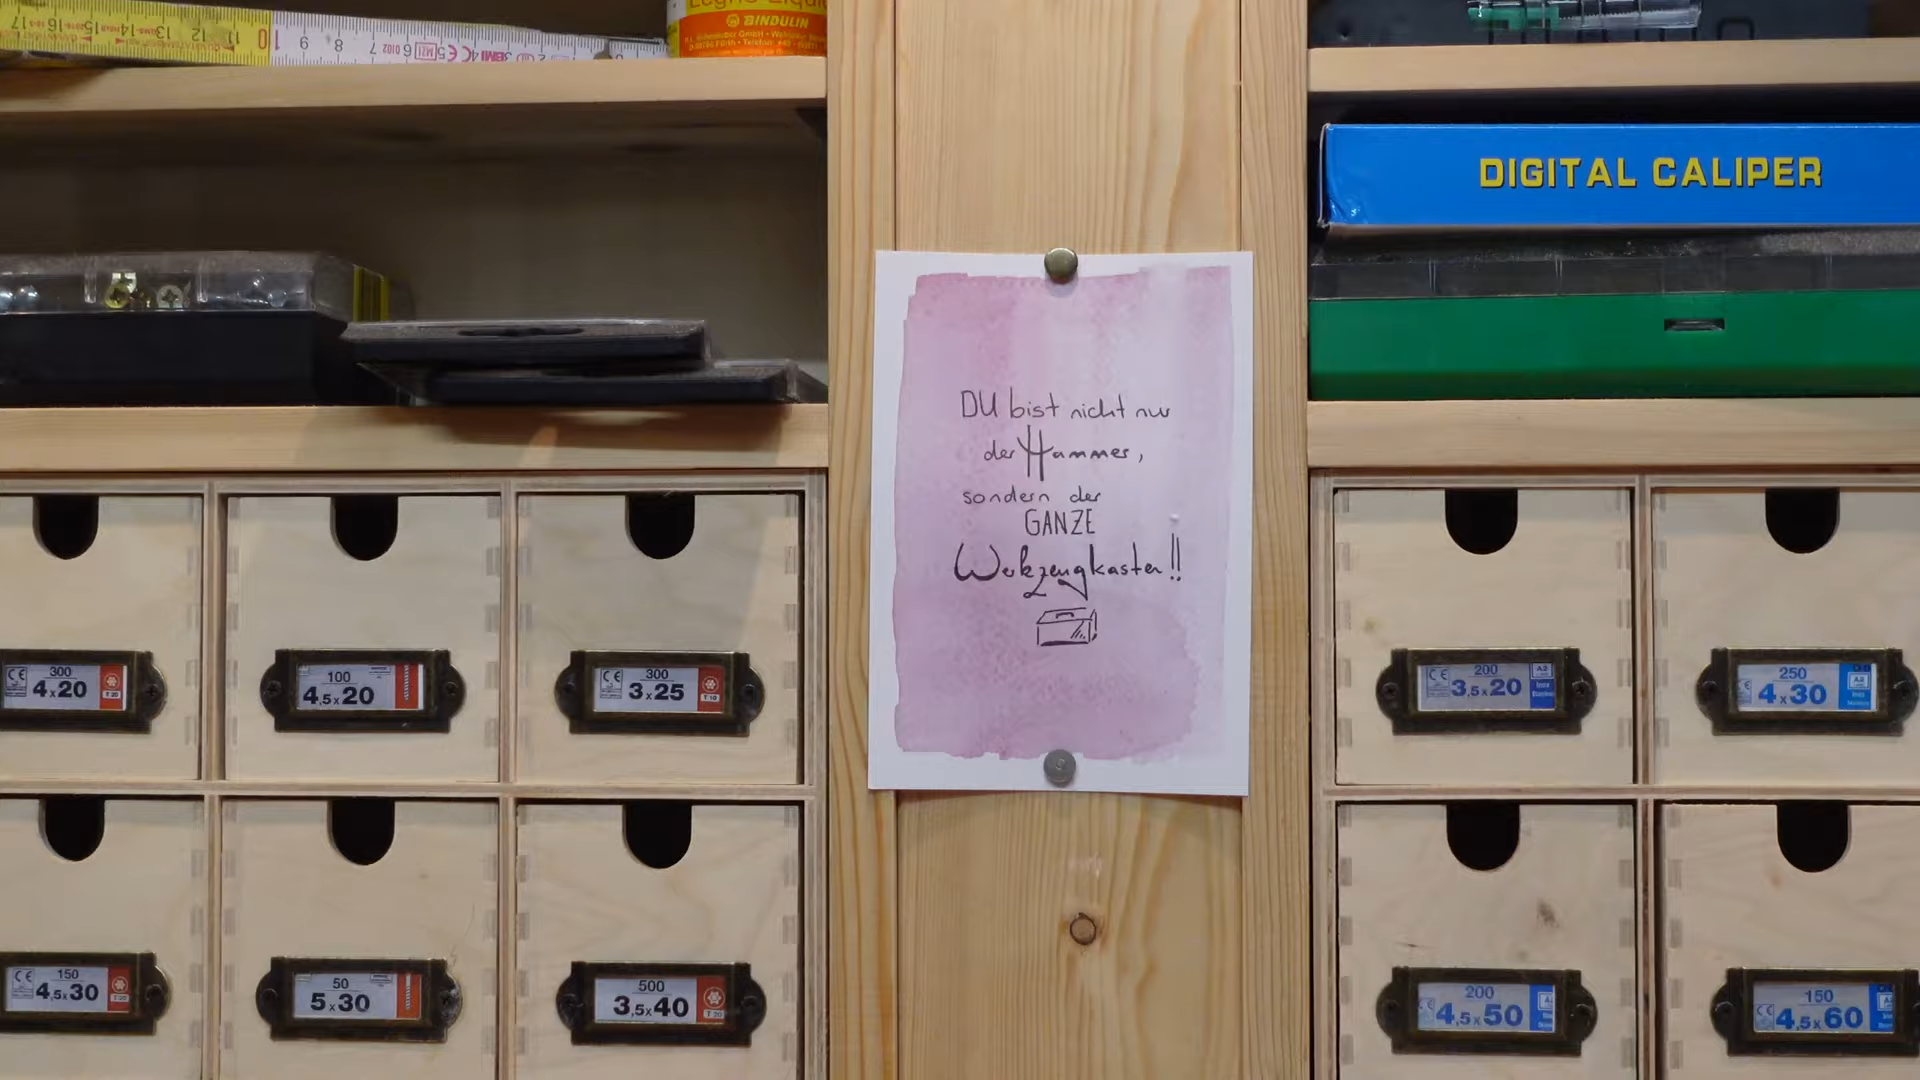 BINDULIN
DIGITAL CALIPER
DU bist nicht nur
der Hammer,
sondern der
GANZE
Werkzeugkasten!!
300
4x20
100
4,5x20
300
3x25
200
3,5x20
250
4x30
150
4,5x30
50
5x30
500
3,5x40
200
4,5x50
150
4,5x60